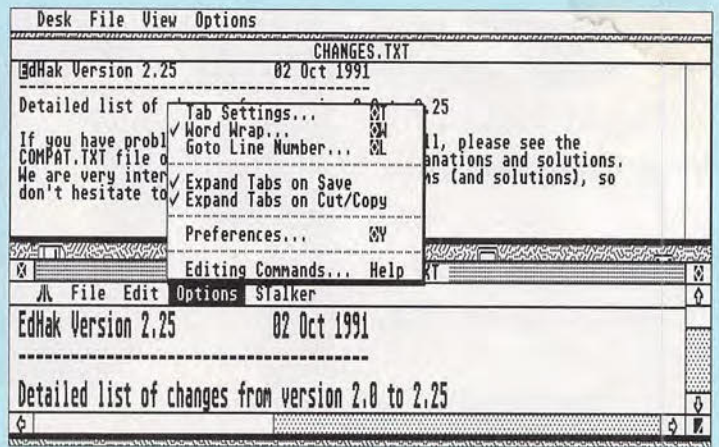 Desk File View Options
CHANGES.TXT
EdHak Version 2.25 02 Oct 1991
Detailed list of 2.25
If you have probl ll, please see the
COMPAT.TXT file o anations and solutions.
We are very inter ns (and solutions), so
don't hesitate to
Tab Settings... ◊T
✓ Word Wrap... ◊W
Goto Line Number... ◊L
✓ Expand Tabs on Save
✓ Expand Tabs on Cut/Copy
Preferences... ◊Y
Editing Commands... Help
File Edit Options STalker
EdHak Version 2.25 02 Oct 1991
Detailed list of changes from version 2.0 to 2.25